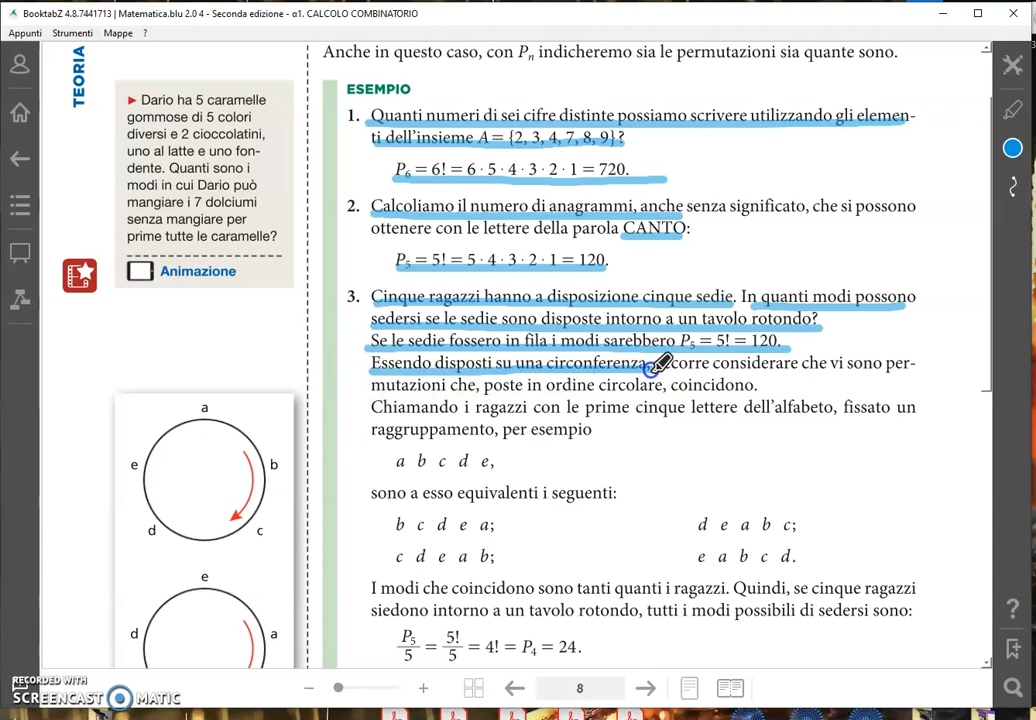 BooktabZ 4.8.7441713 | Matematica.blu 2.0 4 - Seconda edizione - α1. CALCOLO COMBINATORIO
Appunti Strumenti Mappe ?
TEORIA
Anche in questo caso, con Pn indicheremo sia le permutazioni sia quante sono.
► Dario ha 5 caramelle
gommose di 5 colori
diversi e 2 cioccolatini,
uno al latte e uno fon-
dente. Quanti sono i
modi in cui Dario può
mangiare i 7 dolciumi
senza mangiare per
prime tutte le caramelle?
Animazione
ESEMPIO
1. Quanti numeri di sei cifre distinte possiamo scrivere utilizzando gli elemen-
ti dell'insieme A = {2, 3, 4, 7, 8, 9}?
P6 = 6! = 6 · 5 · 4 · 3 · 2 · 1 = 720.
2. Calcoliamo il numero di anagrammi, anche senza significato, che si possono
ottenere con le lettere della parola CANTO:
P5 = 5! = 5 · 4 · 3 · 2 · 1 = 120.
3. Cinque ragazzi hanno a disposizione cinque sedie. In quanti modi possono
sedersi se le sedie sono disposte intorno a un tavolo rotondo?
Se le sedie fossero in fila i modi sarebbero P5 = 5! = 120.
Essendo disposti su una circonferenza, occorre considerare che vi sono per-
mutazioni che, poste in ordine circolare, coincidono.
Chiamando i ragazzi con le prime cinque lettere dell'alfabeto, fissato un
raggruppamento, per esempio
a b c d e,
sono a esso equivalenti i seguenti:
b c d e a; d e a b c;
c d e a b; e a b c d.
I modi che coincidono sono tanti quanti i ragazzi. Quindi, se cinque ragazzi
siedono intorno a un tavolo rotondo, tutti i modi possibili di sedersi sono:
P5/5 = 5!/5 = 4! = P4 = 24.
a
e b
d c
e
d a
RECORDED WITH
SCREENCAST MATIC
8
?